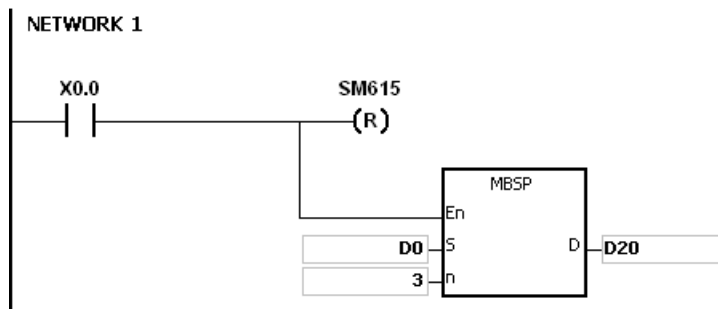 NETWORK 1
X0.0
SM615
(R)
MBSP
En
D0 S D D20
3 n